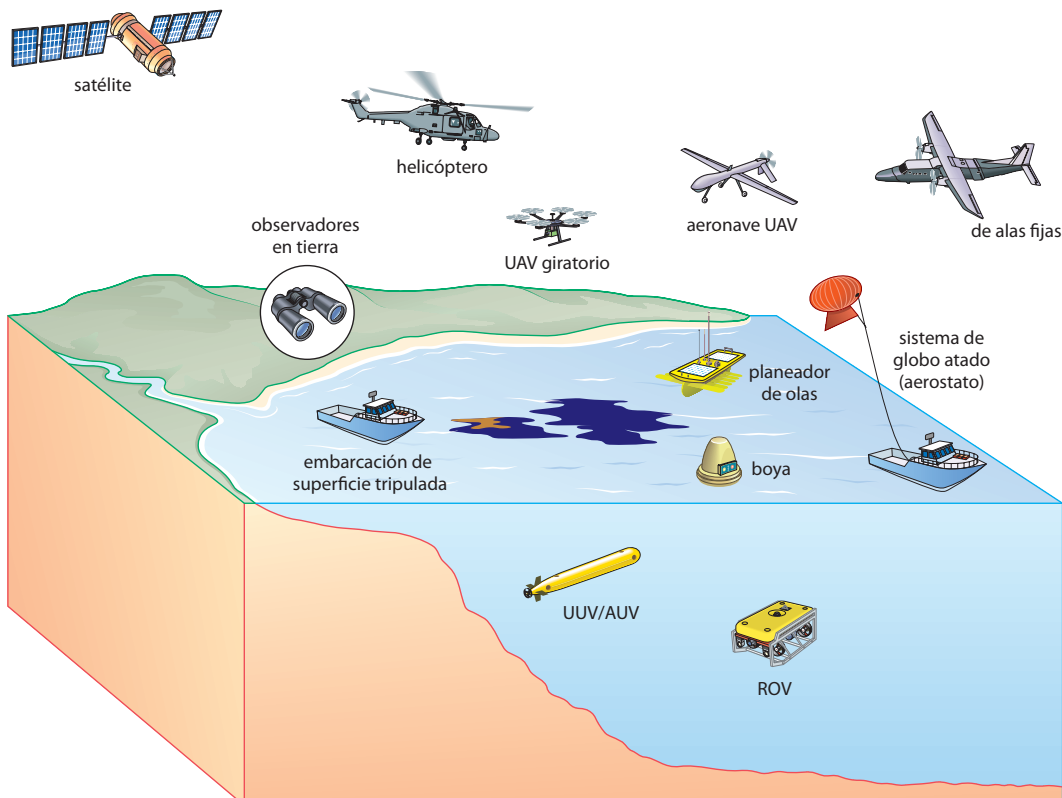 satélite
helicóptero
aeronave UAV
de alas fijas
observadores
en tierra
UAV giratorio
sistema de
globo atado
(aerostato)
planeador
de olas
embarcación de
superficie tripulada
boya
UUV/AUV
ROV